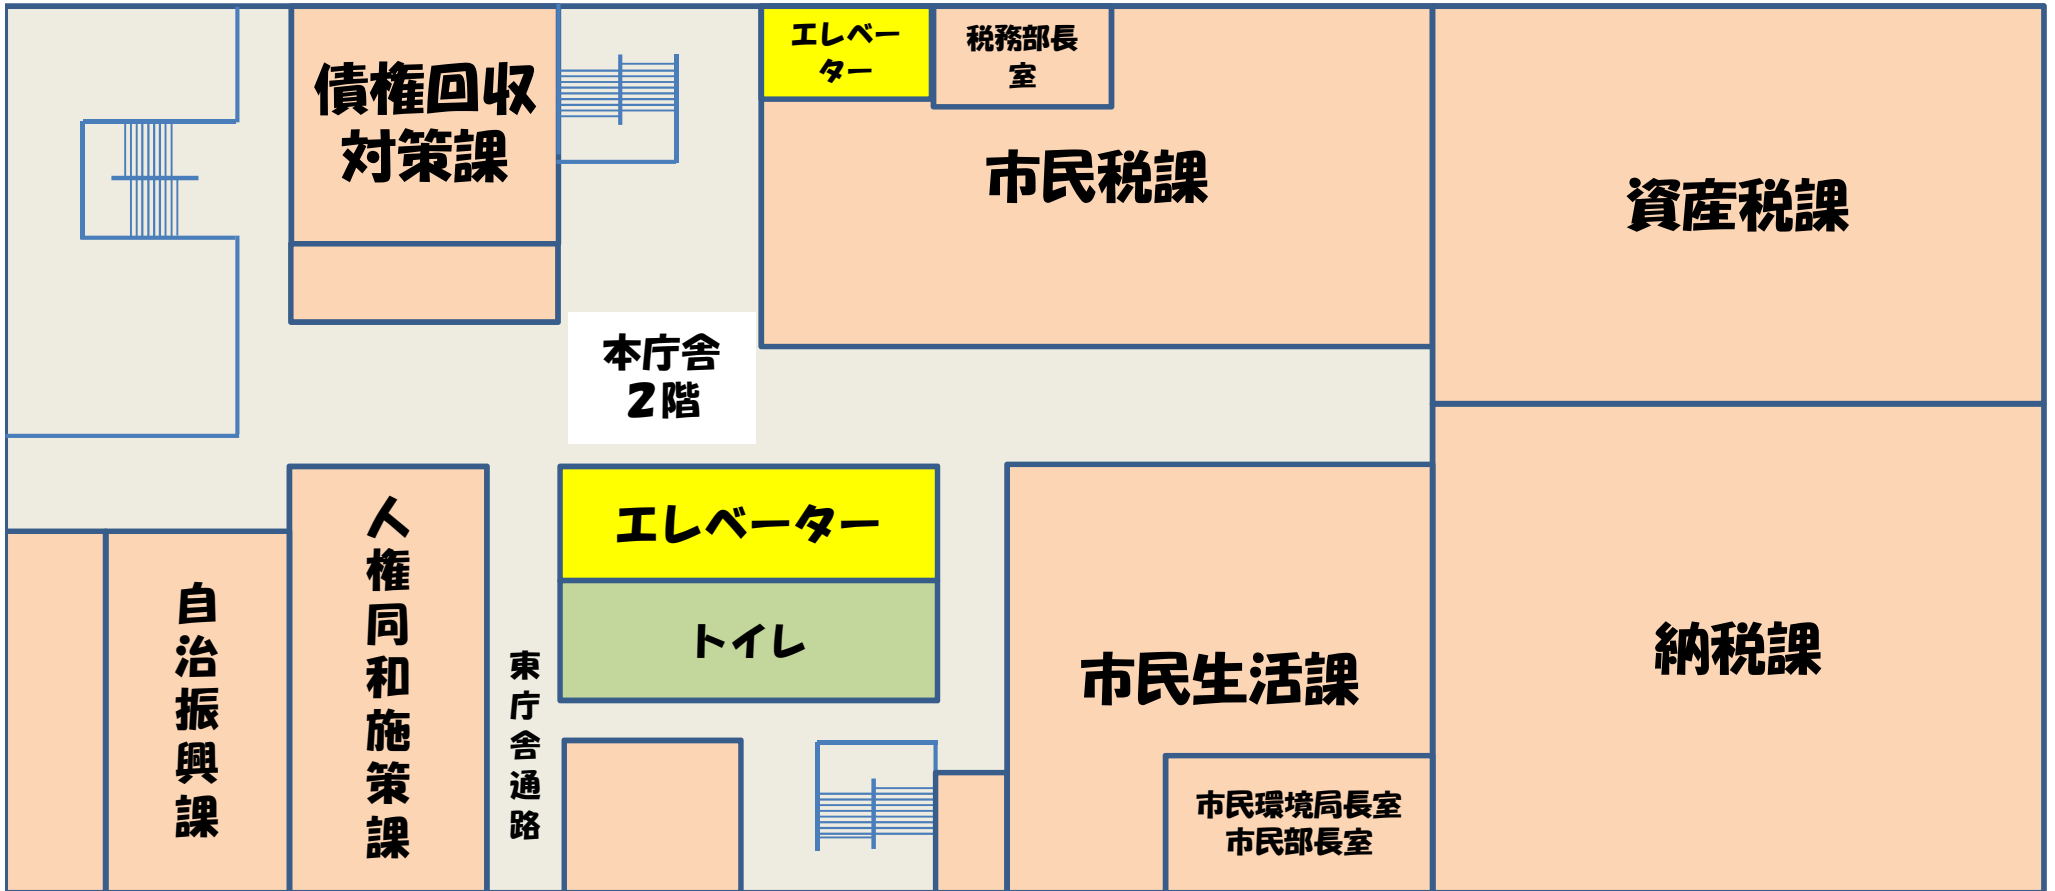 債権回収
対策課
エレベー
ター
税務部長
室
市民税課
資産税課
本庁舎
２階
自治振興課
人権同和施策課
東庁舎通路
エレベーター
トイレ
市民生活課
市民環境局長室
市民部長室
納税課